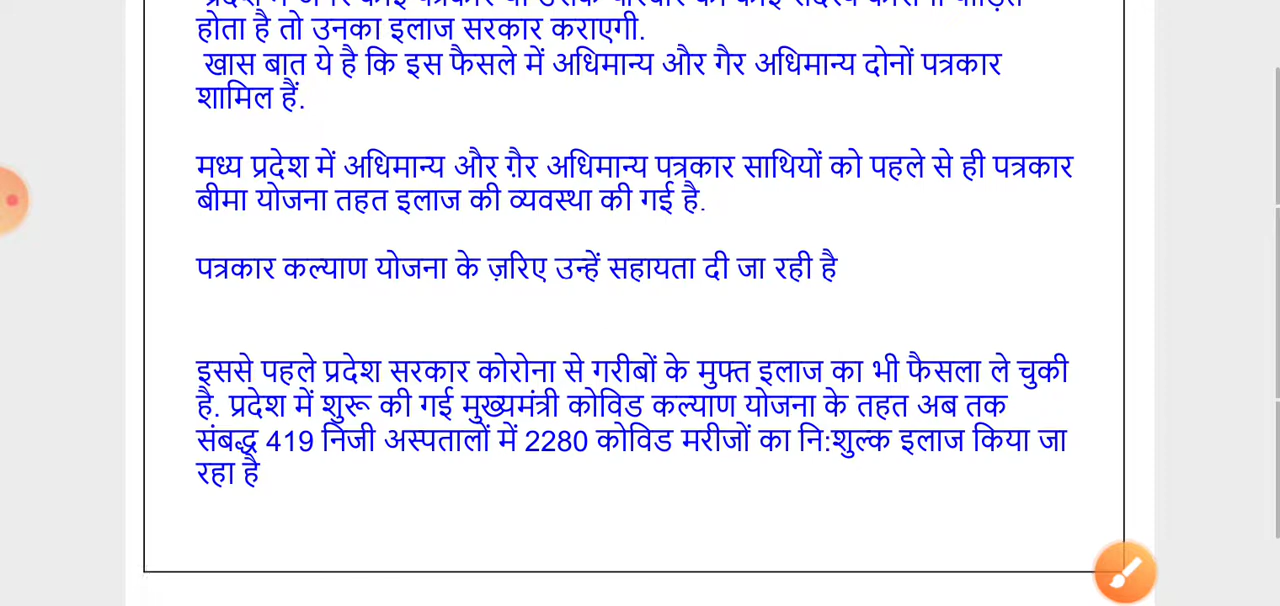 होता है तो उनका इलाज सरकार कराएगी.
खास बात ये है कि इस फैसले में अधिमान्य और गैर अधिमान्य दोनों पत्रकार
शामिल हैं.
मध्य प्रदेश में अधिमान्य और ग़ैर अधिमान्य पत्रकार साथियों को पहले से ही पत्रकार
बीमा योजना तहत इलाज की व्यवस्था की गई है.
पत्रकार कल्याण योजना के ज़रिए उन्हें सहायता दी जा रही है
इससे पहले प्रदेश सरकार कोरोना से गरीबों के मुफ्त इलाज का भी फैसला ले चुकी
है. प्रदेश में शुरू की गई मुख्यमंत्री कोविड कल्याण योजना के तहत अब तक
संबद्ध 419 निजी अस्पतालों में 2280 कोविड मरीजों का नि:शुल्क इलाज किया जा
रहा है